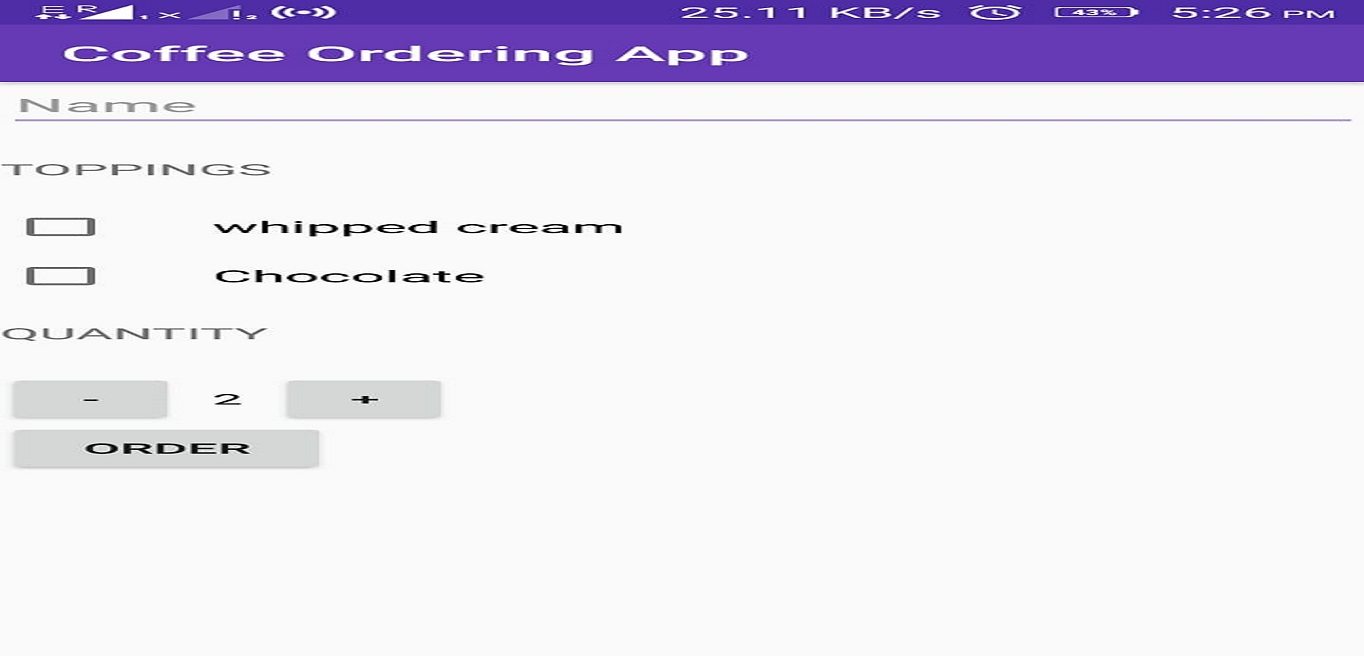 E R 1 x ! 2 25.11 KB/s 43% 5:26 PM
Coffee Ordering App
Name
TOPPINGS
whipped cream
Chocolate
QUANTITY
- 2 +
ORDER